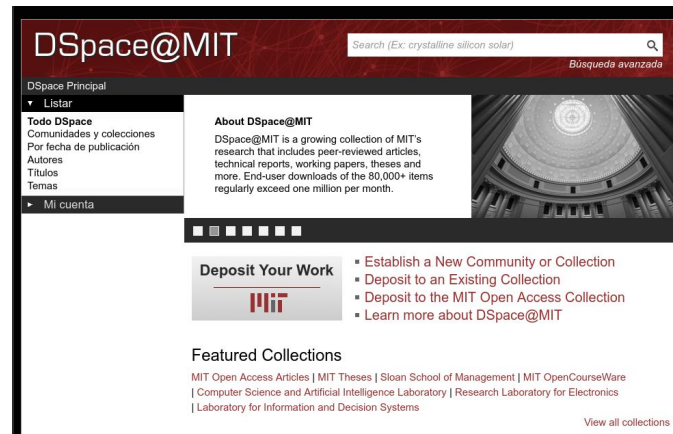 DSpace@MIT
Search (Ex: crystalline silicon solar)
Búsqueda avanzada
DSpace Principal
▾ Listar
Todo DSpace
Comunidades y colecciones
Por fecha de publicación
Autores
Títulos
Temas
▸ Mi cuenta
About DSpace@MIT
DSpace@MIT is a growing collection of MIT's
research that includes peer-reviewed articles,
technical reports, working papers, theses and
more. End-user downloads of the 80,000+ items
regularly exceed one million per month.
Deposit Your Work
MIT
▪ Establish a New Community or Collection
▪ Deposit to an Existing Collection
▪ Deposit to the MIT Open Access Collection
▪ Learn more about DSpace@MIT
Featured Collections
MIT Open Access Articles | MIT Theses | Sloan School of Management | MIT OpenCourseWare
| Computer Science and Artificial Intelligence Laboratory | Research Laboratory for Electronics
| Laboratory for Information and Decision Systems
View all collections